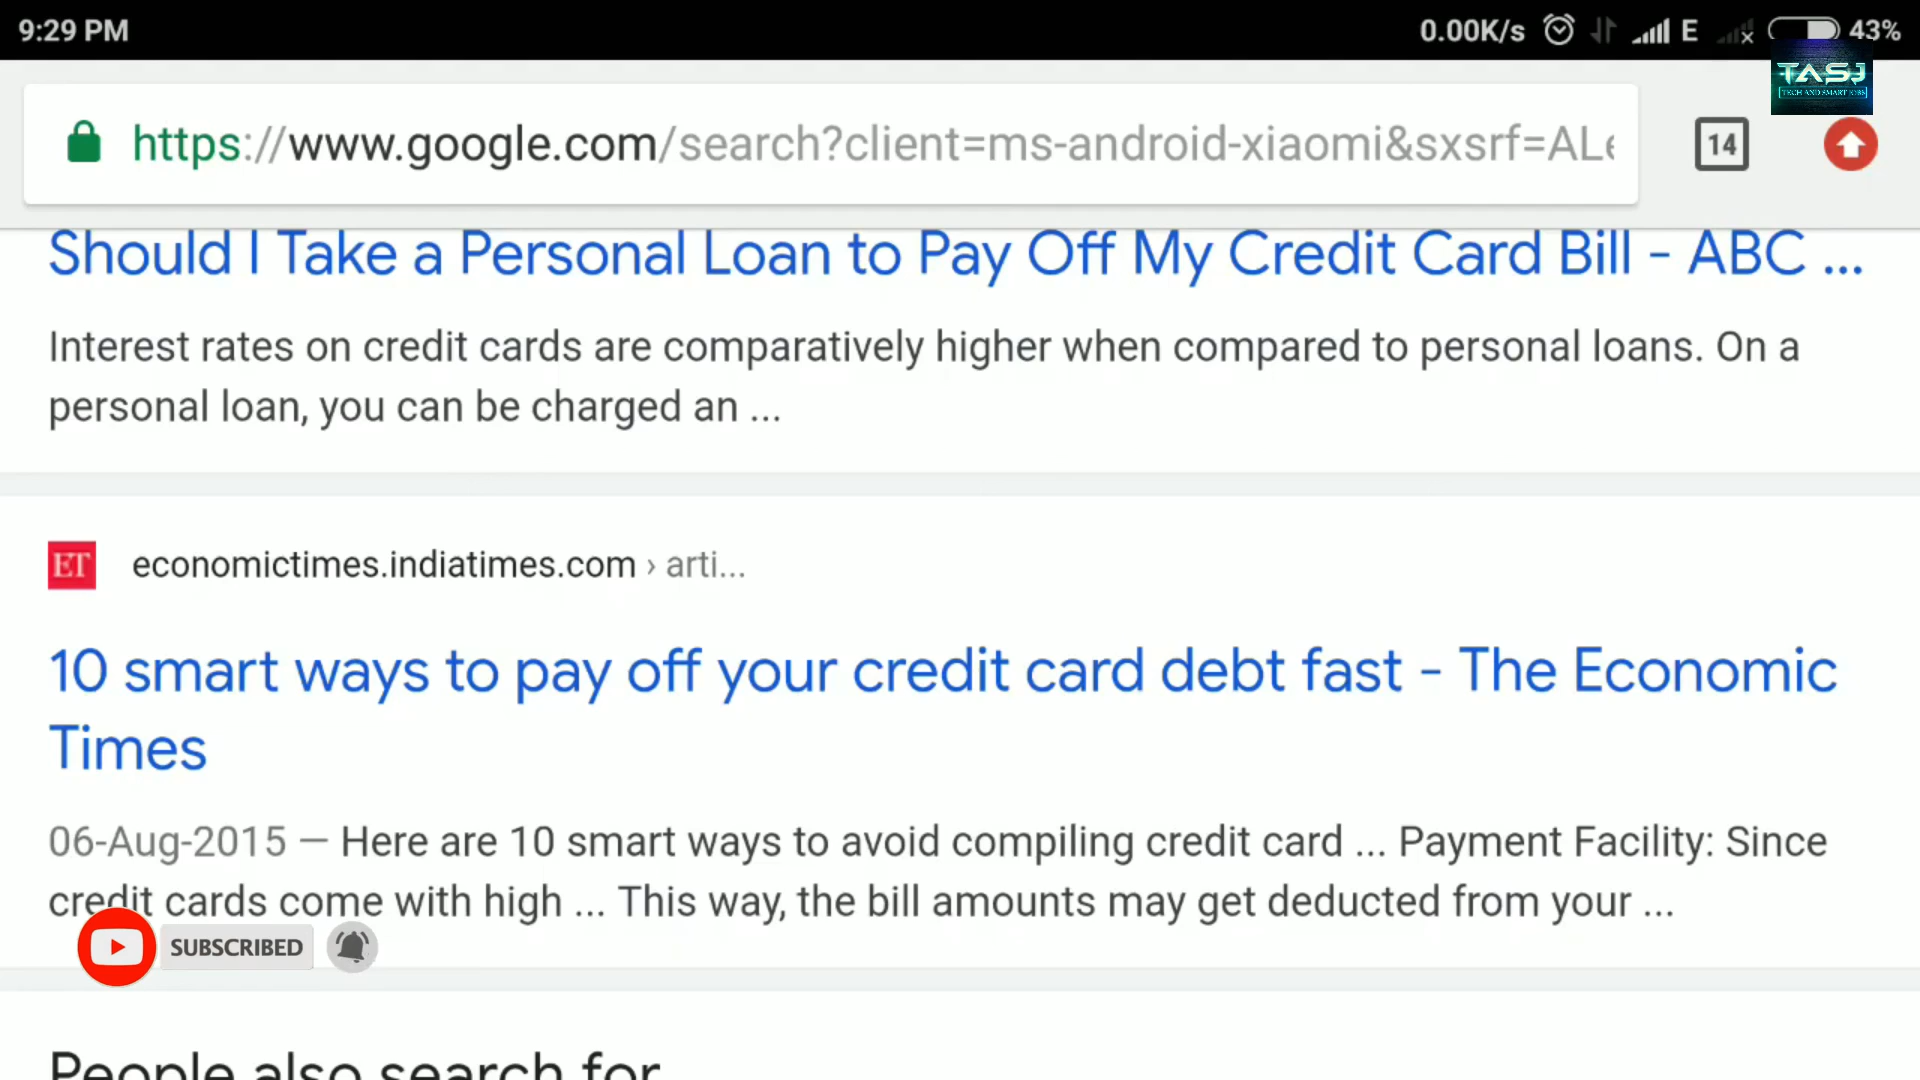 9:29 PM
0.00K/s E 43%
TASJ
TECH AND SMART JOBS
https://www.google.com/search?client=ms-android-xiaomi&sxsrf=AL
14
Should I Take a Personal Loan to Pay Off My Credit Card Bill - ABC ...
Interest rates on credit cards are comparatively higher when compared to personal loans. On a
personal loan, you can be charged an ...
ET economictimes.indiatimes.com › arti...
10 smart ways to pay off your credit card debt fast - The Economic
Times
06-Aug-2015 — Here are 10 smart ways to avoid compiling credit card ... Payment Facility: Since
credit cards come with high ... This way, the bill amounts may get deducted from your ...
SUBSCRIBED
People also search for